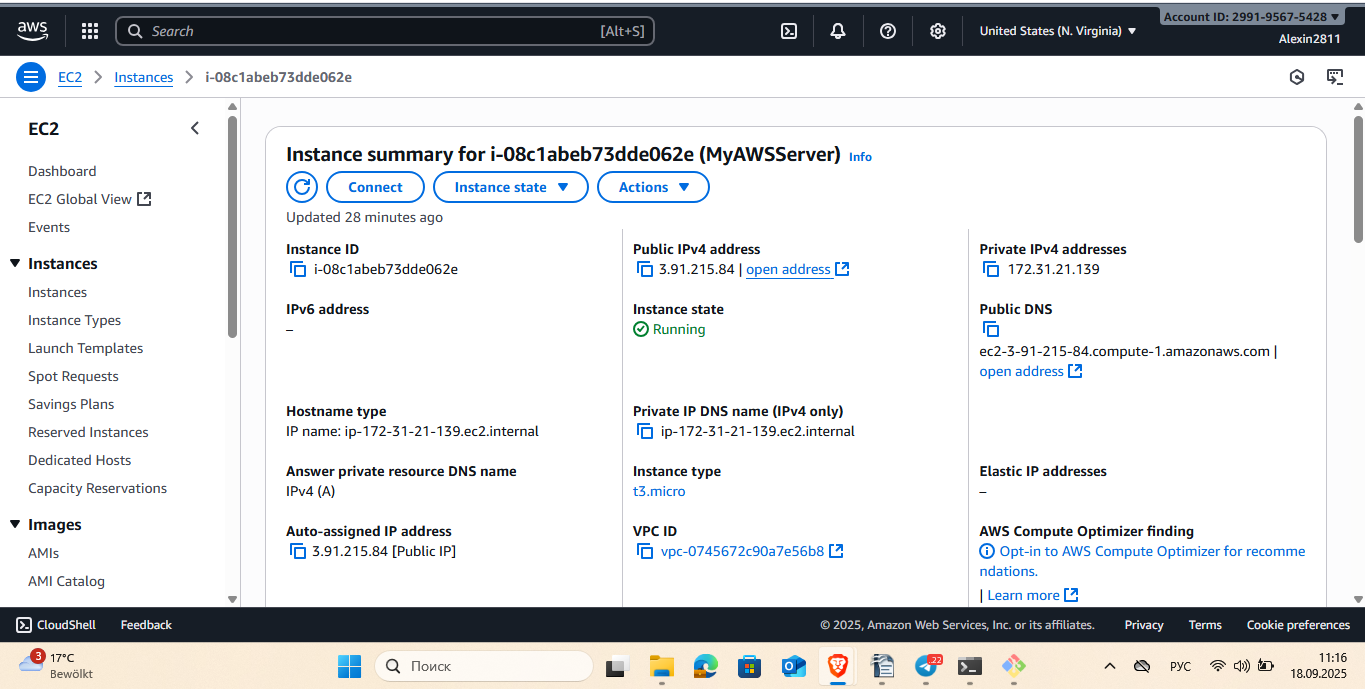 aws
Search
[Alt+S]
United States (N. Virginia)
Account ID: 2991-9567-5428
Alexin2811
EC2
Instances
i-08c1abeb73dde062e
EC2
Dashboard
EC2 Global View
Events
Instances
Instances
Instance Types
Launch Templates
Spot Requests
Savings Plans
Reserved Instances
Dedicated Hosts
Capacity Reservations
Images
AMIs
AMI Catalog
Instance summary for i-08c1abeb73dde062e (MyAWSServer) Info
Connect
Instance state
Actions
Updated 28 minutes ago
Instance ID
i-08c1abeb73dde062e
Public IPv4 address
3.91.215.84 | open address
Private IPv4 addresses
172.31.21.139
IPv6 address
–
Instance state
Running
Public DNS
ec2-3-91-215-84.compute-1.amazonaws.com |
open address
Hostname type
IP name: ip-172-31-21-139.ec2.internal
Private IP DNS name (IPv4 only)
ip-172-31-21-139.ec2.internal
Answer private resource DNS name
IPv4 (A)
Instance type
t3.micro
Elastic IP addresses
–
Auto-assigned IP address
3.91.215.84 [Public IP]
VPC ID
vpc-0745672c90a7e56b8
AWS Compute Optimizer finding
Opt-in to AWS Compute Optimizer for recomme
ndations.
| Learn more
CloudShell
Feedback
© 2025, Amazon Web Services, Inc. or its affiliates.
Privacy
Terms
Cookie preferences
3
17°C
Bewölkt
Поиск
22
РУС
11:16
18.09.2025